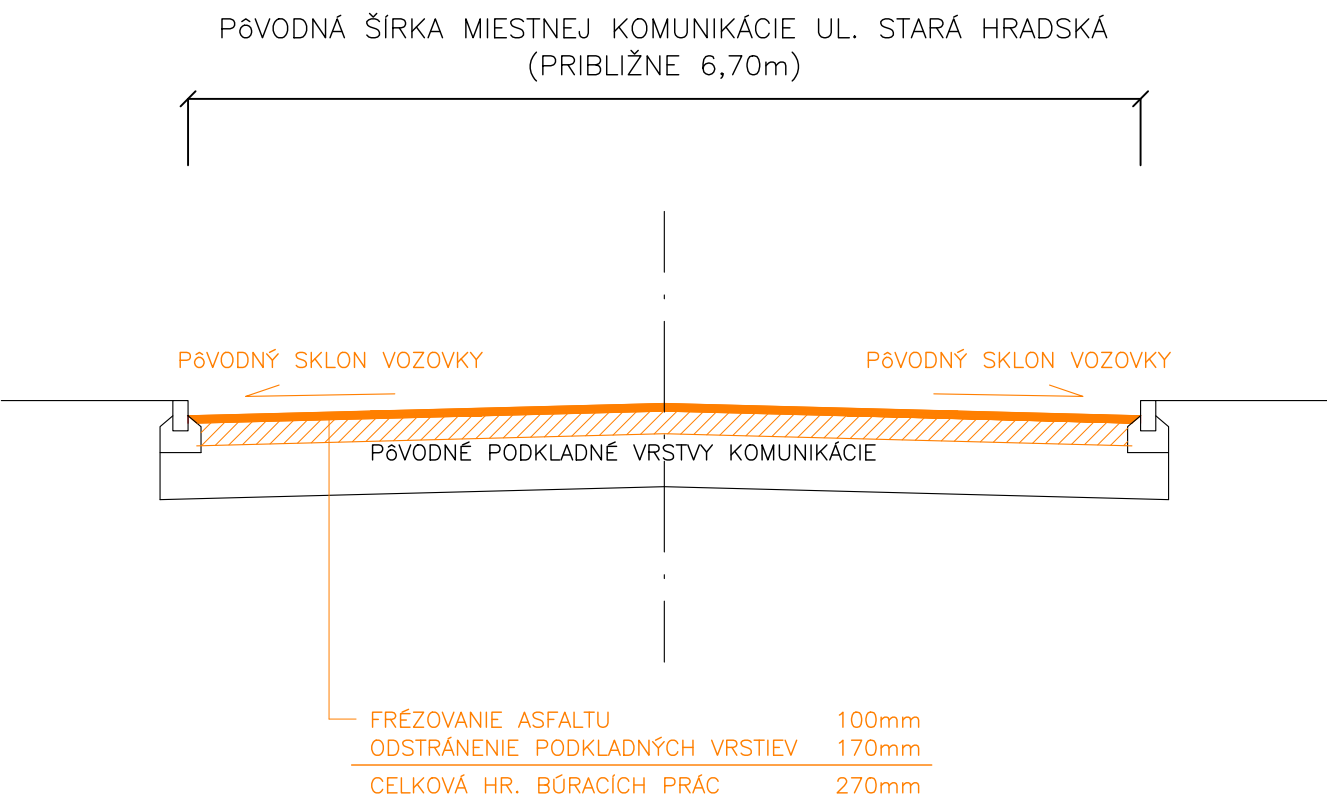 PôVODNÁ ŠÍRKA MIESTNEJ KOMUNIKÁCIE UL. STARÁ HRADSKÁ
(PRIBLIŽNE 6,70m)
PôVODNÝ SKLON VOZOVKY PôVODNÝ SKLON VOZOVKY
PôVODNÉ PODKLADNÉ VRSTVY KOMUNIKÁCIE
FRÉZOVANIE ASFALTU 100mm
ODSTRÁNENIE PODKLADNÝCH VRSTIEV 170mm
CELKOVÁ HR. BÚRACÍCH PRÁC 270mm